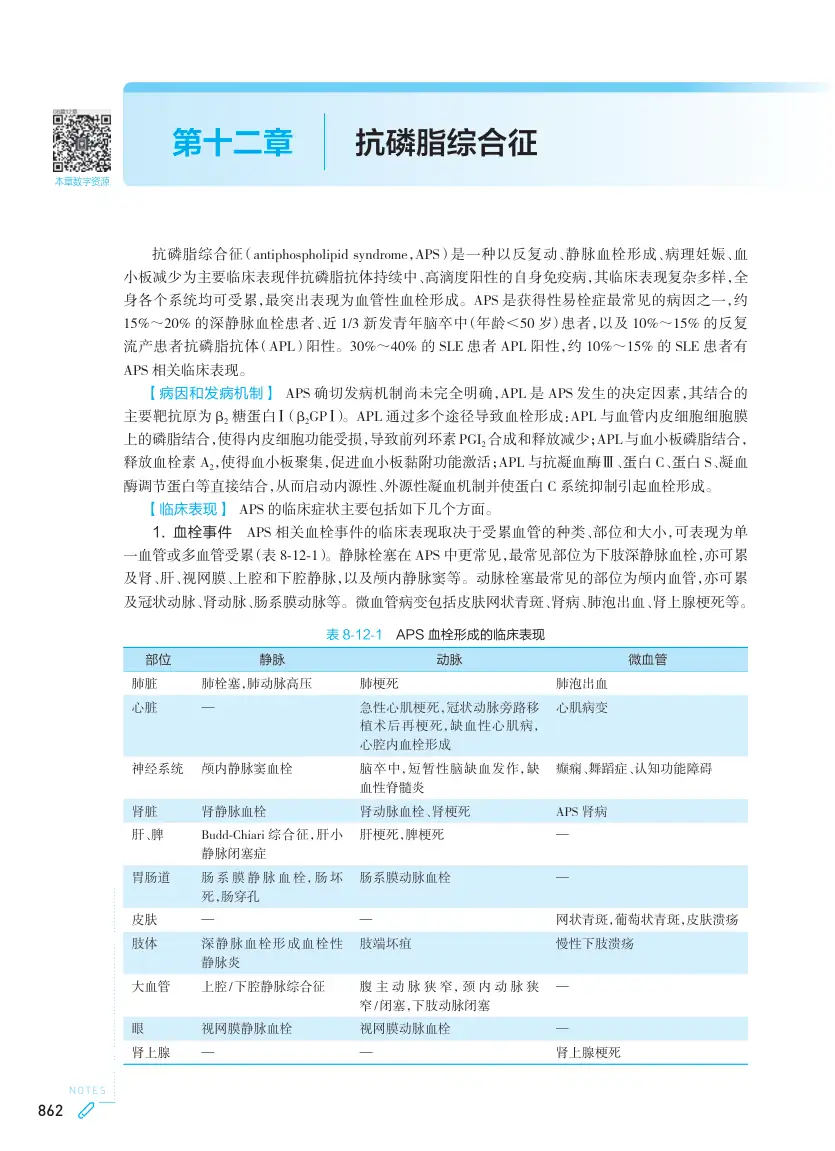 本章数字资源
第十二章
抗磷脂综合征
抗磷脂综合征（antiphospholipid syndrome，APS）是一种以反复动、静脉血栓形成、病理妊娠、血
小板减少为主要临床表现伴抗磷脂抗体持续中、高滴度阳性的自身免疫病，其临床表现复杂多样，全
身各个系统均可受累，最突出表现为血管性血栓形成。APS 是获得性易栓症最常见的病因之一，约
15%～20% 的深静脉血栓患者、近 1/3 新发青年脑卒中（年龄＜50 岁）患者，以及 10%～15% 的反复
流产患者抗磷脂抗体（APL）阳性。30%～40% 的 SLE 患者 APL 阳性，约 10%～15% 的 SLE 患者有
APS 相关临床表现。
【病因和发病机制】 APS 确切发病机制尚未完全明确，APL 是 APS 发生的决定因素，其结合的
主要靶抗原为 β₂ 糖蛋白Ⅰ（β₂GPⅠ）。APL 通过多个途径导致血栓形成：APL 与血管内皮细胞细胞膜
上的磷脂结合，使得内皮细胞功能受损，导致前列环素 PGI₂ 合成和释放减少；APL 与血小板磷脂结合，
释放血栓素 A₂，使得血小板聚集，促进血小板黏附功能激活；APL 与抗凝血酶Ⅲ、蛋白 C、蛋白 S、凝血
酶调节蛋白等直接结合，从而启动内源性、外源性凝血机制并使蛋白 C 系统抑制引起血栓形成。
【临床表现】 APS 的临床症状主要包括如下几个方面。
1. 血栓事件 APS 相关血栓事件的临床表现取决于受累血管的种类、部位和大小，可表现为单
一血管或多血管受累（表 8-12-1）。静脉栓塞在 APS 中更常见，最常见部位为下肢深静脉血栓，亦可累
及肾、肝、视网膜、上腔和下腔静脉，以及颅内静脉窦等。动脉栓塞最常见的部位为颅内血管，亦可累
及冠状动脉、肾动脉、肠系膜动脉等。微血管病变包括皮肤网状青斑、肾病、肺泡出血、肾上腺梗死等。
表 8-12-1 APS 血栓形成的临床表现
部位 静脉 动脉 微血管
肺脏 肺栓塞，肺动脉高压 肺梗死 肺泡出血
心脏 — 急性心肌梗死，冠状动脉旁路移 心肌病变
植术后再梗死，缺血性心肌病，
心腔内血栓形成
神经系统 颅内静脉窦血栓 脑卒中，短暂性脑缺血发作，缺 癫痫、舞蹈症、认知功能障碍
血性脊髓炎
肾脏 肾静脉血栓 肾动脉血栓、肾梗死 APS 肾病
肝、脾 Budd-Chiari 综合征，肝小 肝梗死，脾梗死 —
静脉闭塞症
胃肠道 肠系膜静脉血栓，肠坏 肠系膜动脉血栓 —
死，肠穿孔
皮肤 — — 网状青斑，葡萄状青斑，皮肤溃疡
肢体 深静脉血栓形成血栓性 肢端坏疽 慢性下肢溃疡
静脉炎
大血管 上腔/下腔静脉综合征 腹主动脉狭窄，颈内动脉狭 —
窄/闭塞，下肢动脉闭塞
眼 视网膜静脉血栓 视网膜动脉血栓 —
肾上腺 — — 肾上腺梗死
NOTES
862